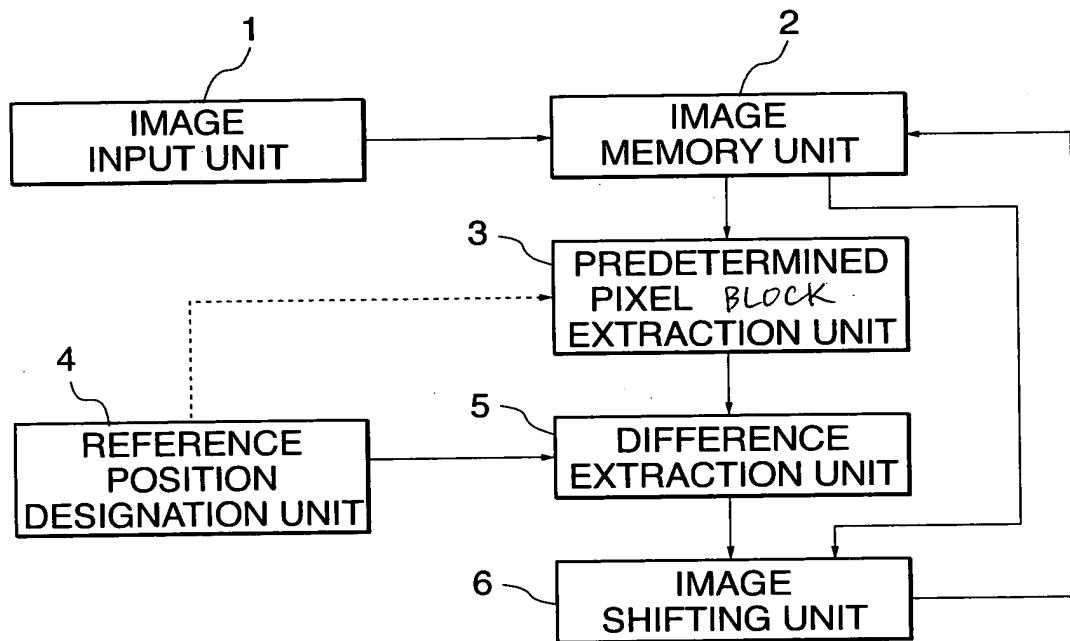 1
IMAGE
INPUT UNIT
2
IMAGE
MEMORY UNIT
3
PREDETERMINED
PIXEL BLOCK
EXTRACTION UNIT
4
REFERENCE
POSITION
DESIGNATION UNIT
5
DIFFERENCE
EXTRACTION UNIT
6
IMAGE
SHIFTING UNIT